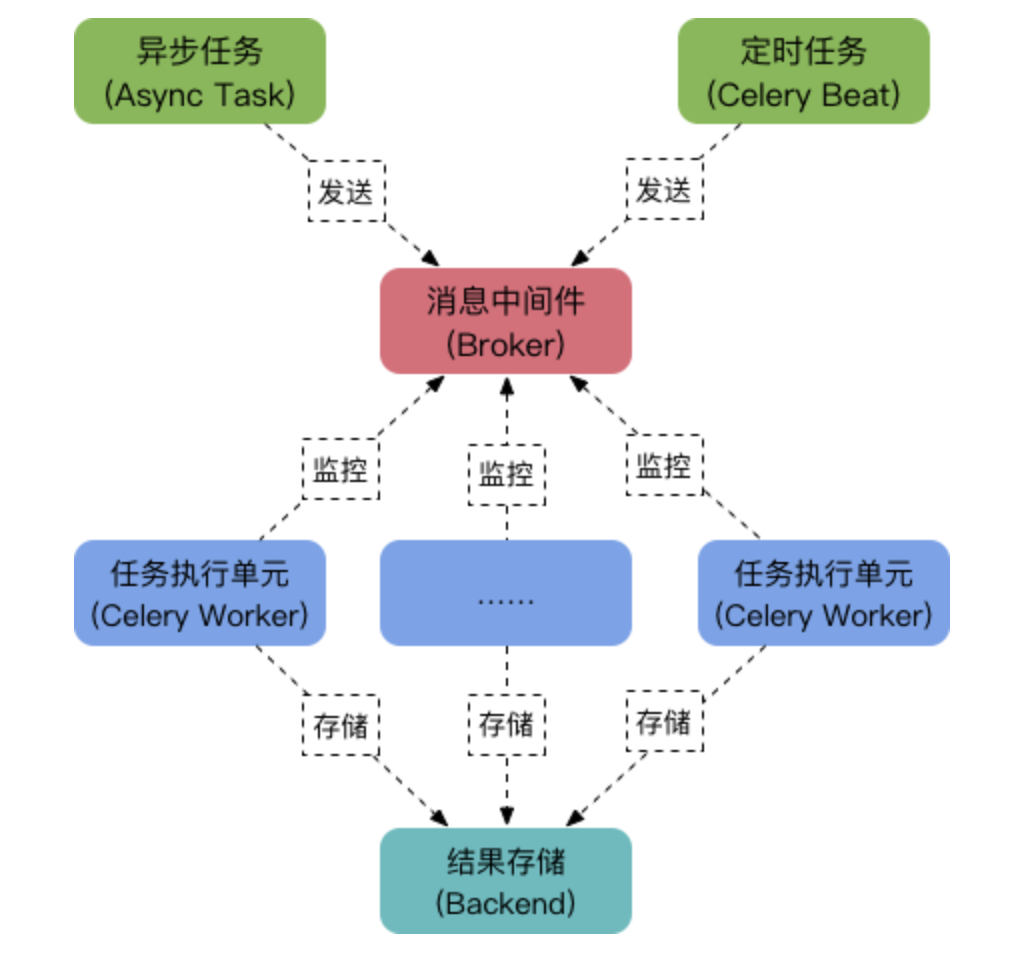 异步任务
(Async Task)
定时任务
(Celery Beat)
发送
发送
消息中间件
(Broker)
监控
监控
监控
任务执行单元
(Celery Worker)
......
任务执行单元
(Celery Worker)
存储
存储
存储
结果存储
(Backend)